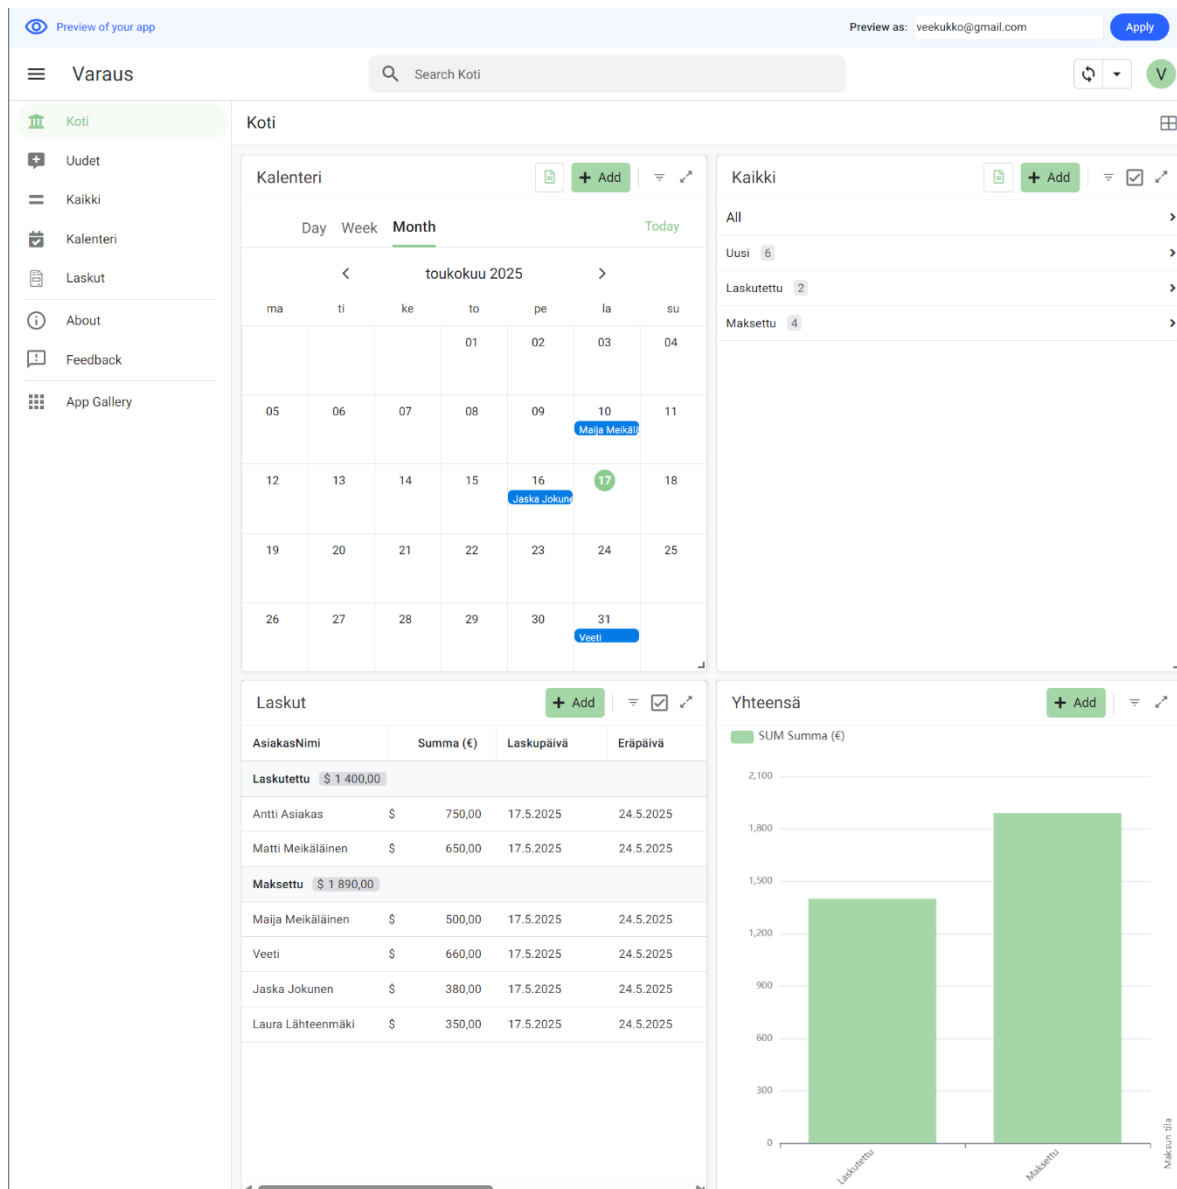 Preview of your app
Preview as: veekukko@gmail.com Apply
Varaus
Search Koti
V
Koti
Uudet
Kaikki
Kalenteri
Laskut
About
Feedback
App Gallery
Koti
Kalenteri
+ Add
Day Week Month Today
toukokuu 2025
ma ti ke to pe la su
01 02 03 04
05 06 07 08 09 10 11
Maija Meikälä
12 13 14 15 16 17 18
Jaska Jokune
19 20 21 22 23 24 25
26 27 28 29 30 31
Veeti
Kaikki
+ Add
All
Uusi 6
Laskutettu 2
Maksettu 4
Laskut
+ Add
AsiakasNimi Summa (€) Laskupäivä Eräpäivä
Laskutettu $ 1 400,00
Antti Asiakas $ 750,00 17.5.2025 24.5.2025
Matti Meikäläinen $ 650,00 17.5.2025 24.5.2025
Maksettu $ 1 890,00
Maija Meikäläinen $ 500,00 17.5.2025 24.5.2025
Veeti $ 660,00 17.5.2025 24.5.2025
Jaska Jokunen $ 380,00 17.5.2025 24.5.2025
Laura Lähteenmäki $ 350,00 17.5.2025 24.5.2025
Yhteensä
+ Add
SUM Summa (€)
2,100
1,800
1,500
1,200
900
600
300
0
Laskutettu
Maksettu
Maksun tila